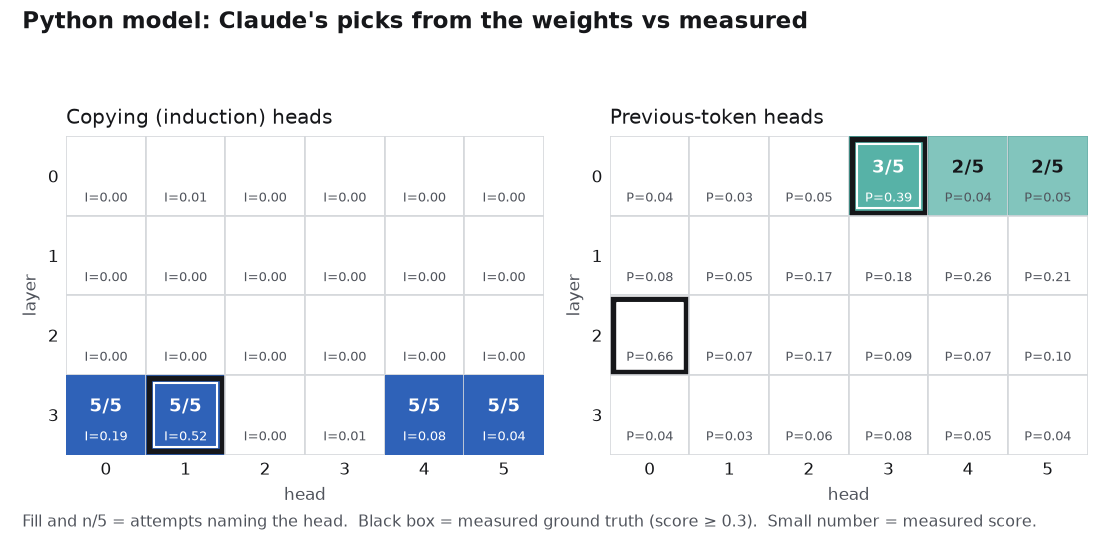 Python model: Claude's picks from the weights vs measured
Copying (induction) heads
0
I=0.00 I=0.01 I=0.00 I=0.00 I=0.00 I=0.00
1
I=0.00 I=0.00 I=0.00 I=0.00 I=0.00 I=0.00
2
I=0.00 I=0.00 I=0.00 I=0.00 I=0.00 I=0.00
3
5/5 5/5 5/5 5/5
I=0.19 I=0.52 I=0.00 I=0.01 I=0.08 I=0.04
0 1 2 3 4 5
head
layer
Previous-token heads
3/5 2/5 2/5
0
P=0.04 P=0.03 P=0.05 P=0.39 P=0.04 P=0.05
1
P=0.08 P=0.05 P=0.17 P=0.18 P=0.26 P=0.21
2
P=0.66 P=0.07 P=0.17 P=0.09 P=0.07 P=0.10
3
P=0.04 P=0.03 P=0.06 P=0.08 P=0.05 P=0.04
0 1 2 3 4 5
head
layer
Fill and n/5 = attempts naming the head. Black box = measured ground truth (score ≥ 0.3). Small number = measured score.